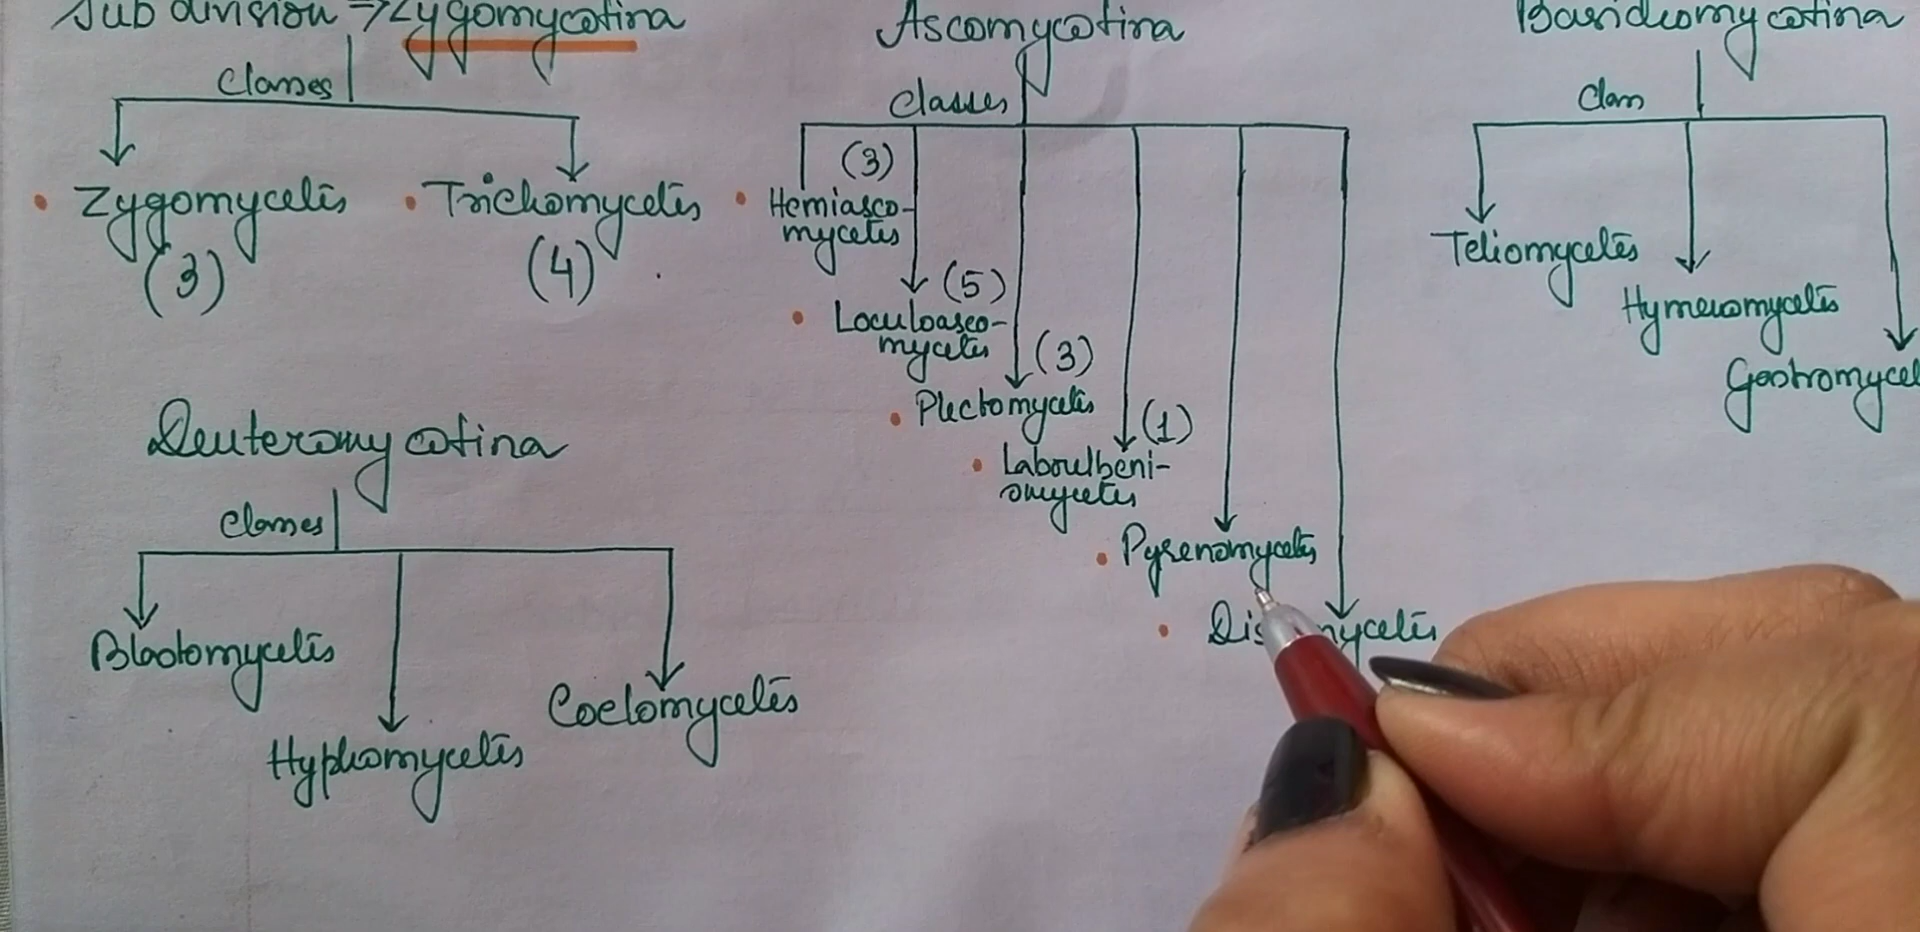 Sub division → Zygomycotina
Classes
Zygomycetes
(3)
Trichomycetes
(4)
Ascomycotina
Classes
(3)
Hemiasco-
mycetes
(5)
Loculoasco-
mycetes
(3)
Plectomycetes
(1)
Laboulbeni-
omycetes
Pyrenomycetes
Basidiomycotina
Class
Teliomycetes
Hymenomycetes
Gastromycet
Deuteromycotina
Classes
Blastomycetes
Hyphomycetes
Coelomycetes